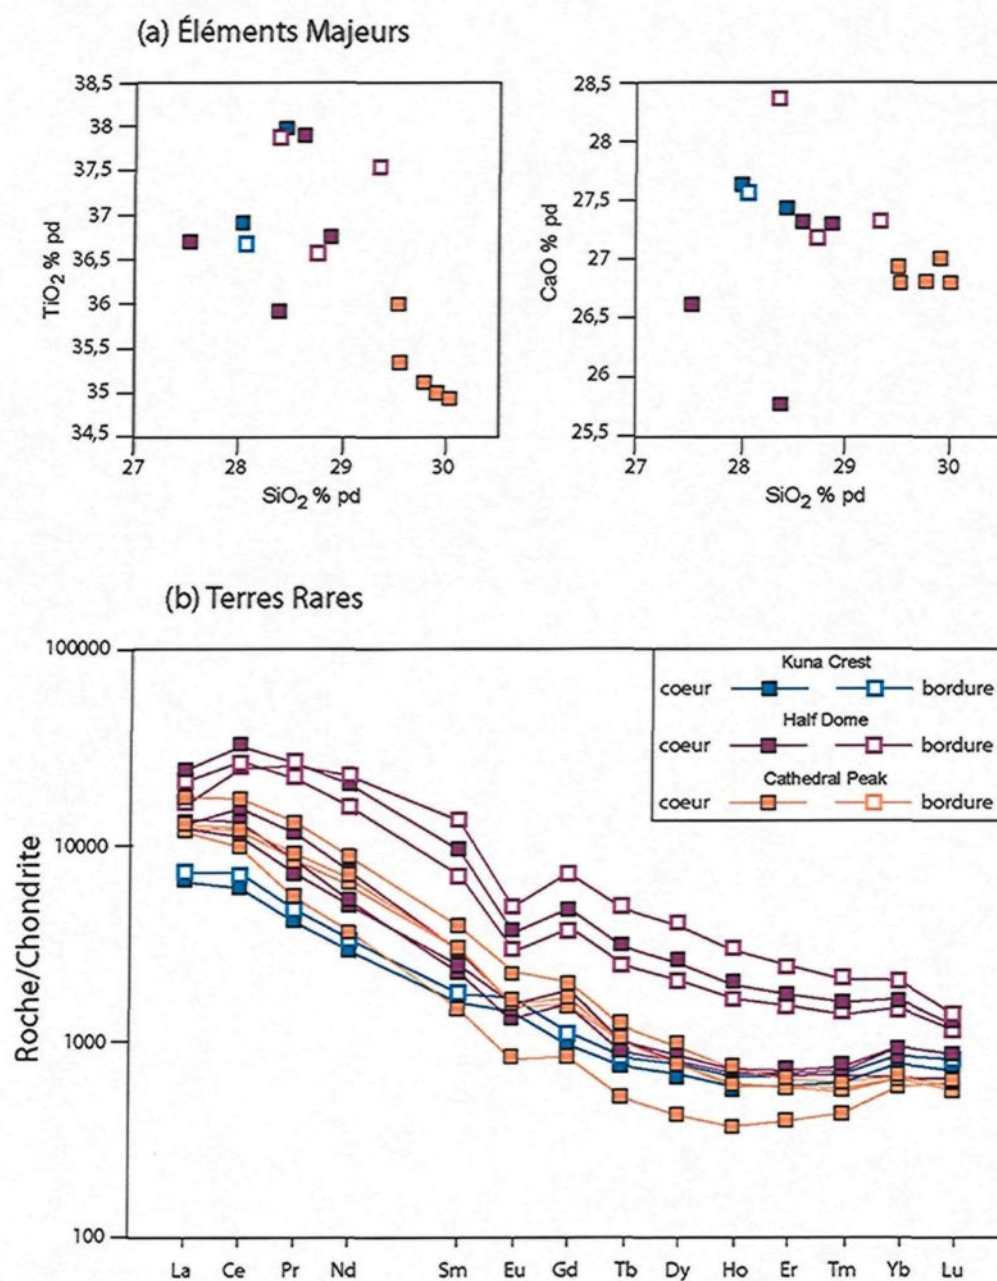 (a) Éléments Majeurs
38,5
38
37,5
37
36,5
36
35,5
35
34,5
TiO2 % pd
27 28 29 30
SiO2 % pd
28,5
28
27,5
27
26,5
26
25,5
CaO % pd
27 28 29 30
SiO2 % pd
(b) Terres Rares
100000
10000
1000
100
Roche/Chondrite
Kuna Crest
coeur bordure
Half Dome
coeur bordure
Cathedral Peak
coeur bordure
La Ce Pr Nd Sm Eu Gd Tb Dy Ho Er Tm Yb Lu